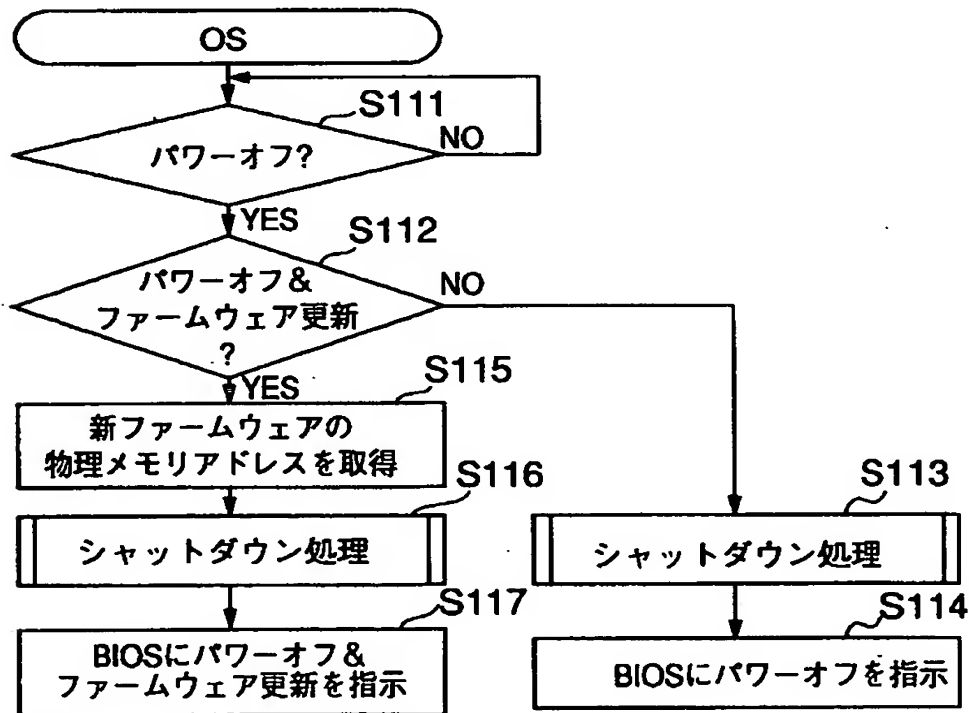 OS
S111
パワーオフ?
NO
YES
S112
パワーオフ&
ファームウェア更新
?
NO
YES
S115
新ファームウェアの
物理メモリアドレスを取得
S116
シャットダウン処理
S113
シャットダウン処理
S117
BIOSにパワーオフ&
ファームウェア更新を指示
S114
BIOSにパワーオフを指示